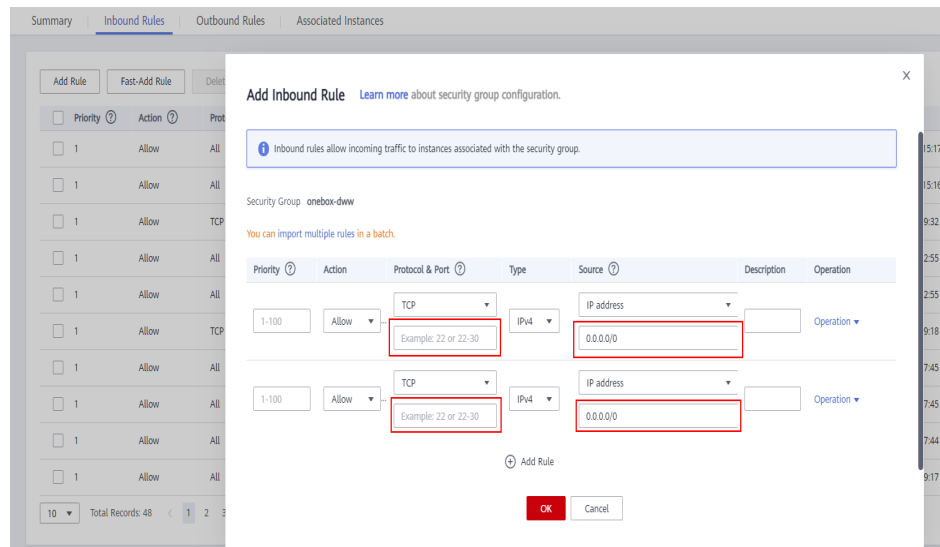 Summary Inbound Rules Outbound Rules Associated Instances
Add Rule Fast-Add Rule Delet
Add Inbound Rule Learn more about security group configuration.
X
Priority ? Action ? Prot
i Inbound rules allow incoming traffic to instances associated with the security group.
1 Allow All 15:17
1 Allow All 15:16
Security Group onebox-dww
1 Allow TCP 9:32
You can import multiple rules in a batch.
1 Allow All 2:55
Priority ? Action Protocol & Port ? Type Source ? Description Operation
1 Allow All 2:55
TCP IP address
1-100 Allow ... IPv4 Operation
Example: 22 or 22-30 0.0.0.0/0
1 Allow TCP 9:18
1 Allow All 7:45
TCP IP address
1-100 Allow ... IPv4 Operation
Example: 22 or 22-30 0.0.0.0/0
1 Allow All 7:45
1 Allow All 7:44
+ Add Rule
1 Allow All 9:17
10 Total Records: 48 < 1 2 3
OK Cancel